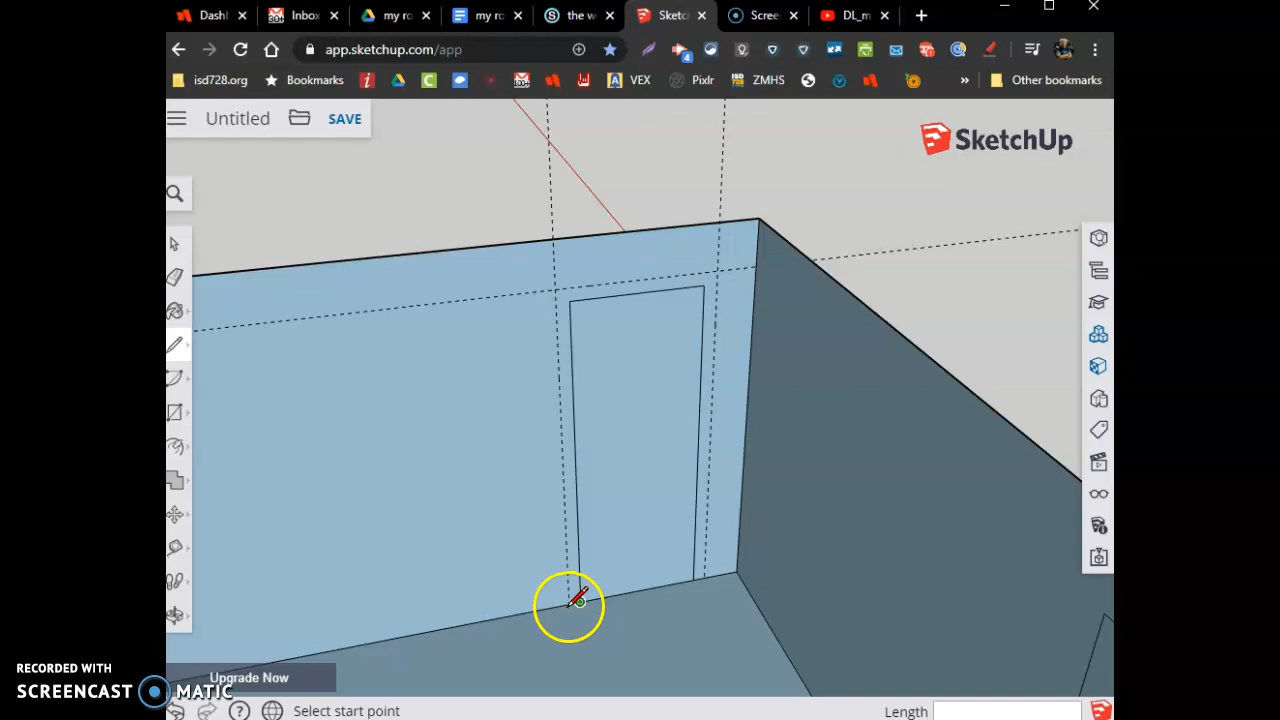 Dashl
Inbox
my ro
my ro
the w
Sketc
Scree
DL_m
app.sketchup.com/app
isd728.org
Bookmarks
VEX
Pixlr
ZMHS
»
Other bookmarks
Untitled
SAVE
SketchUp
RECORDED WITH
SCREENCAST MATIC
Upgrade Now
Select start point
Length